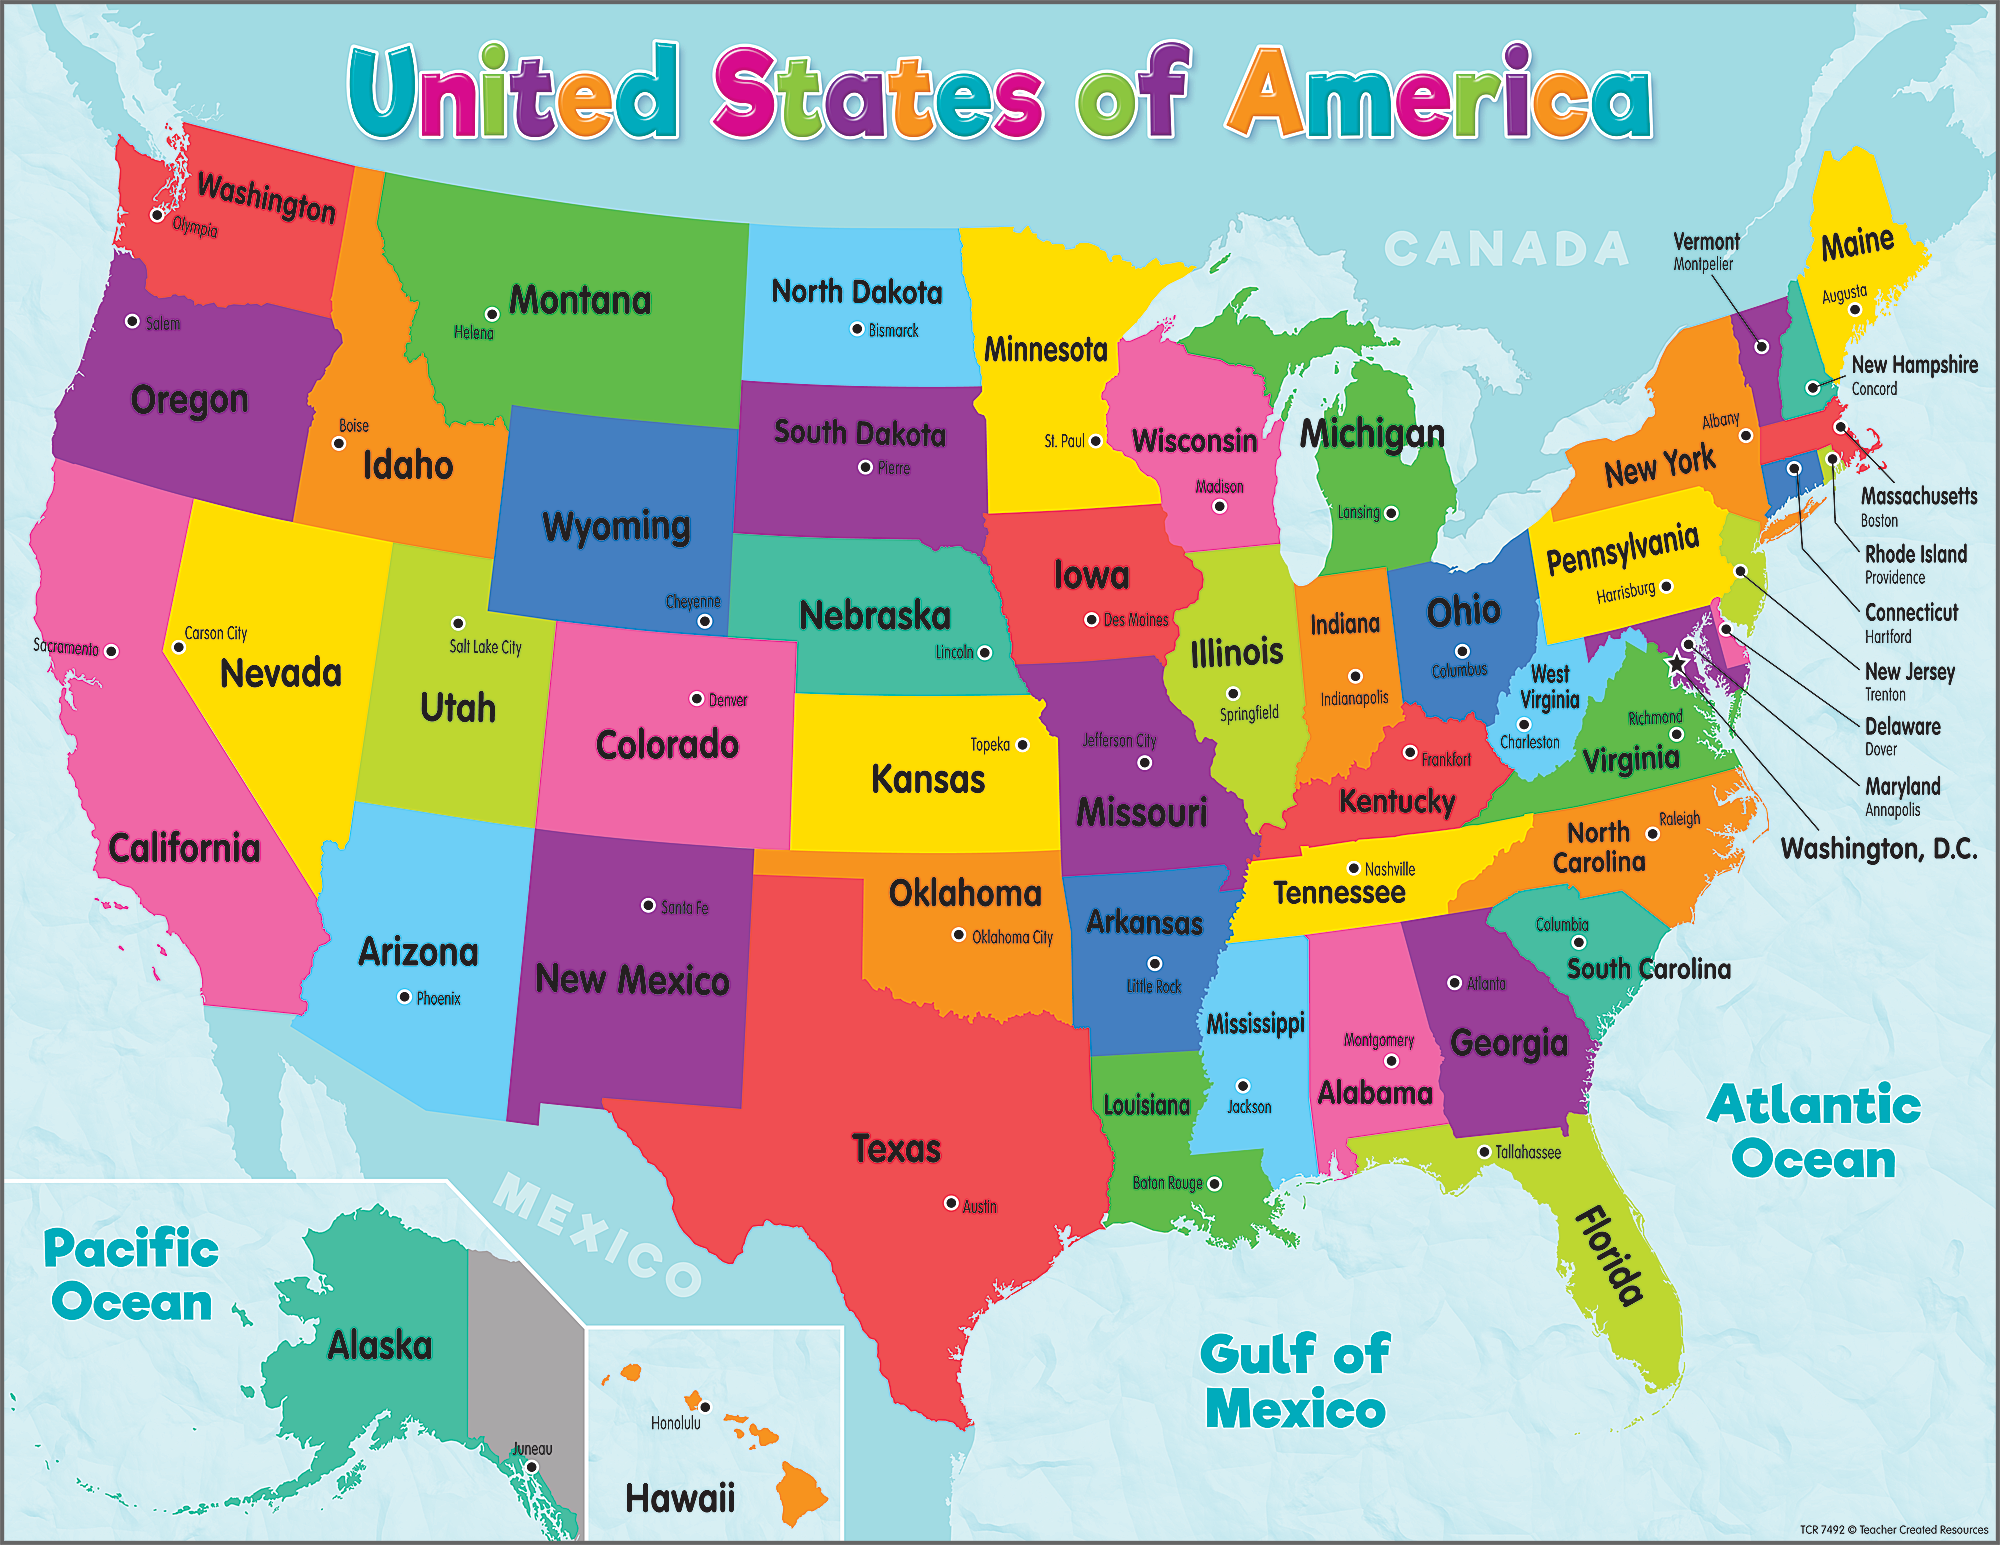 United States of America
CANADA
Washington
Olympia
Montana
Helena
North Dakota
Bismarck
Minnesota
St. Paul
Vermont
Montpelier
Maine
Augusta
Oregon
Salem
Idaho
Boise
Wyoming
Cheyenne
South Dakota
Pierre
Wisconsin
Madison
Michigan
Lansing
New York
Albany
New Hampshire
Concord
Massachusetts
Boston
Rhode Island
Providence
Connecticut
Hartford
New Jersey
Trenton
Delaware
Dover
Maryland
Annapolis
Washington, D.C.
Pennsylvania
Harrisburg
California
Sacramento
Nevada
Carson City
Utah
Salt Lake City
Colorado
Denver
Nebraska
Lincoln
Kansas
Topeka
Iowa
Des Moines
Missouri
Jefferson City
Illinois
Springfield
Indiana
Indianapolis
Ohio
Columbus
West
Virginia
Charleston
Virginia
Richmond
Kentucky
Frankfort
Tennessee
Nashville
North
Carolina
Raleigh
South Carolina
Columbia
Arizona
Phoenix
New Mexico
Santa Fe
Oklahoma
Oklahoma City
Arkansas
Little Rock
Texas
Austin
Louisiana
Baton Rouge
Mississippi
Jackson
Alabama
Montgomery
Georgia
Atlanta
Florida
Tallahassee
MEXICO
Atlantic
Ocean
Gulf of
Mexico
Pacific
Ocean
Alaska
Juneau
Hawaii
Honolulu
TCR 7492 © Teacher Created Resources